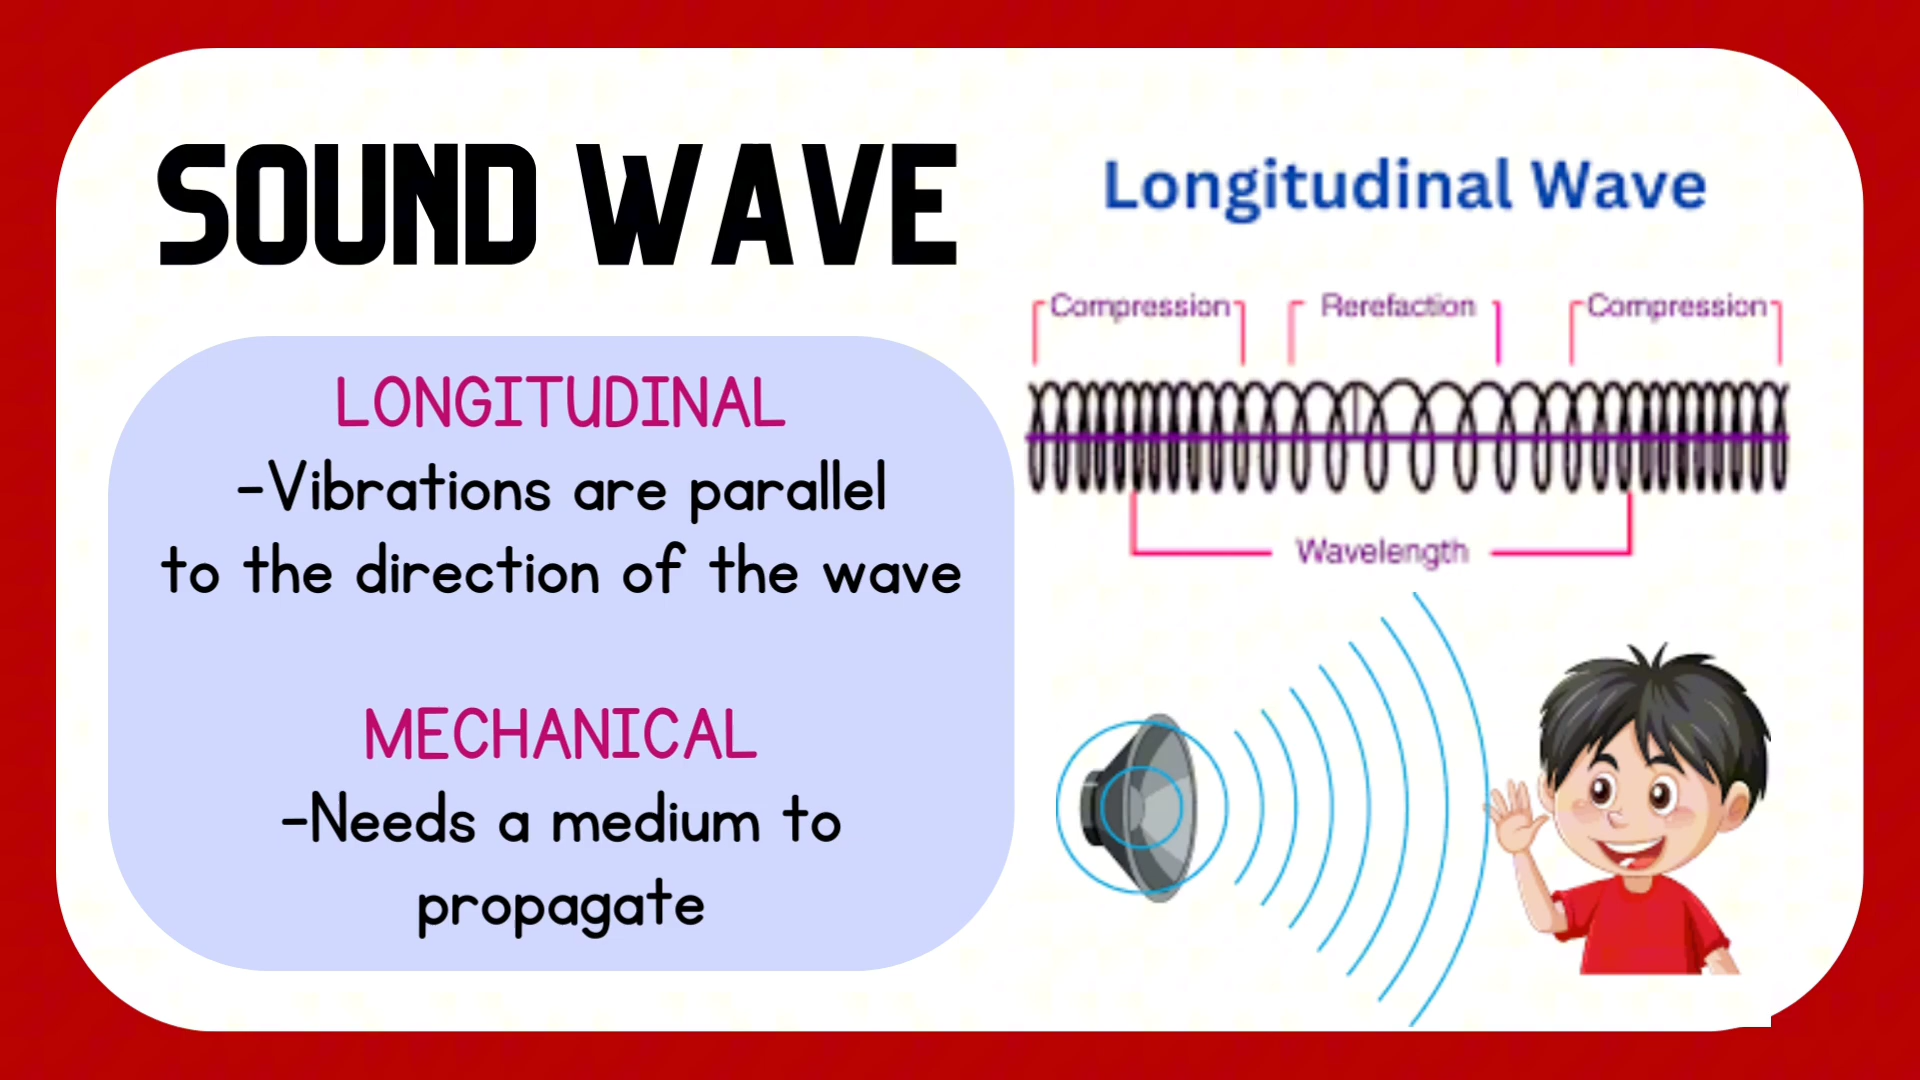 SOUND WAVE
LONGITUDINAL
-Vibrations are parallel
to the direction of the wave
MECHANICAL
-Needs a medium to
propagate
Longitudinal Wave
Compression Rerefaction Compression
Wavelength